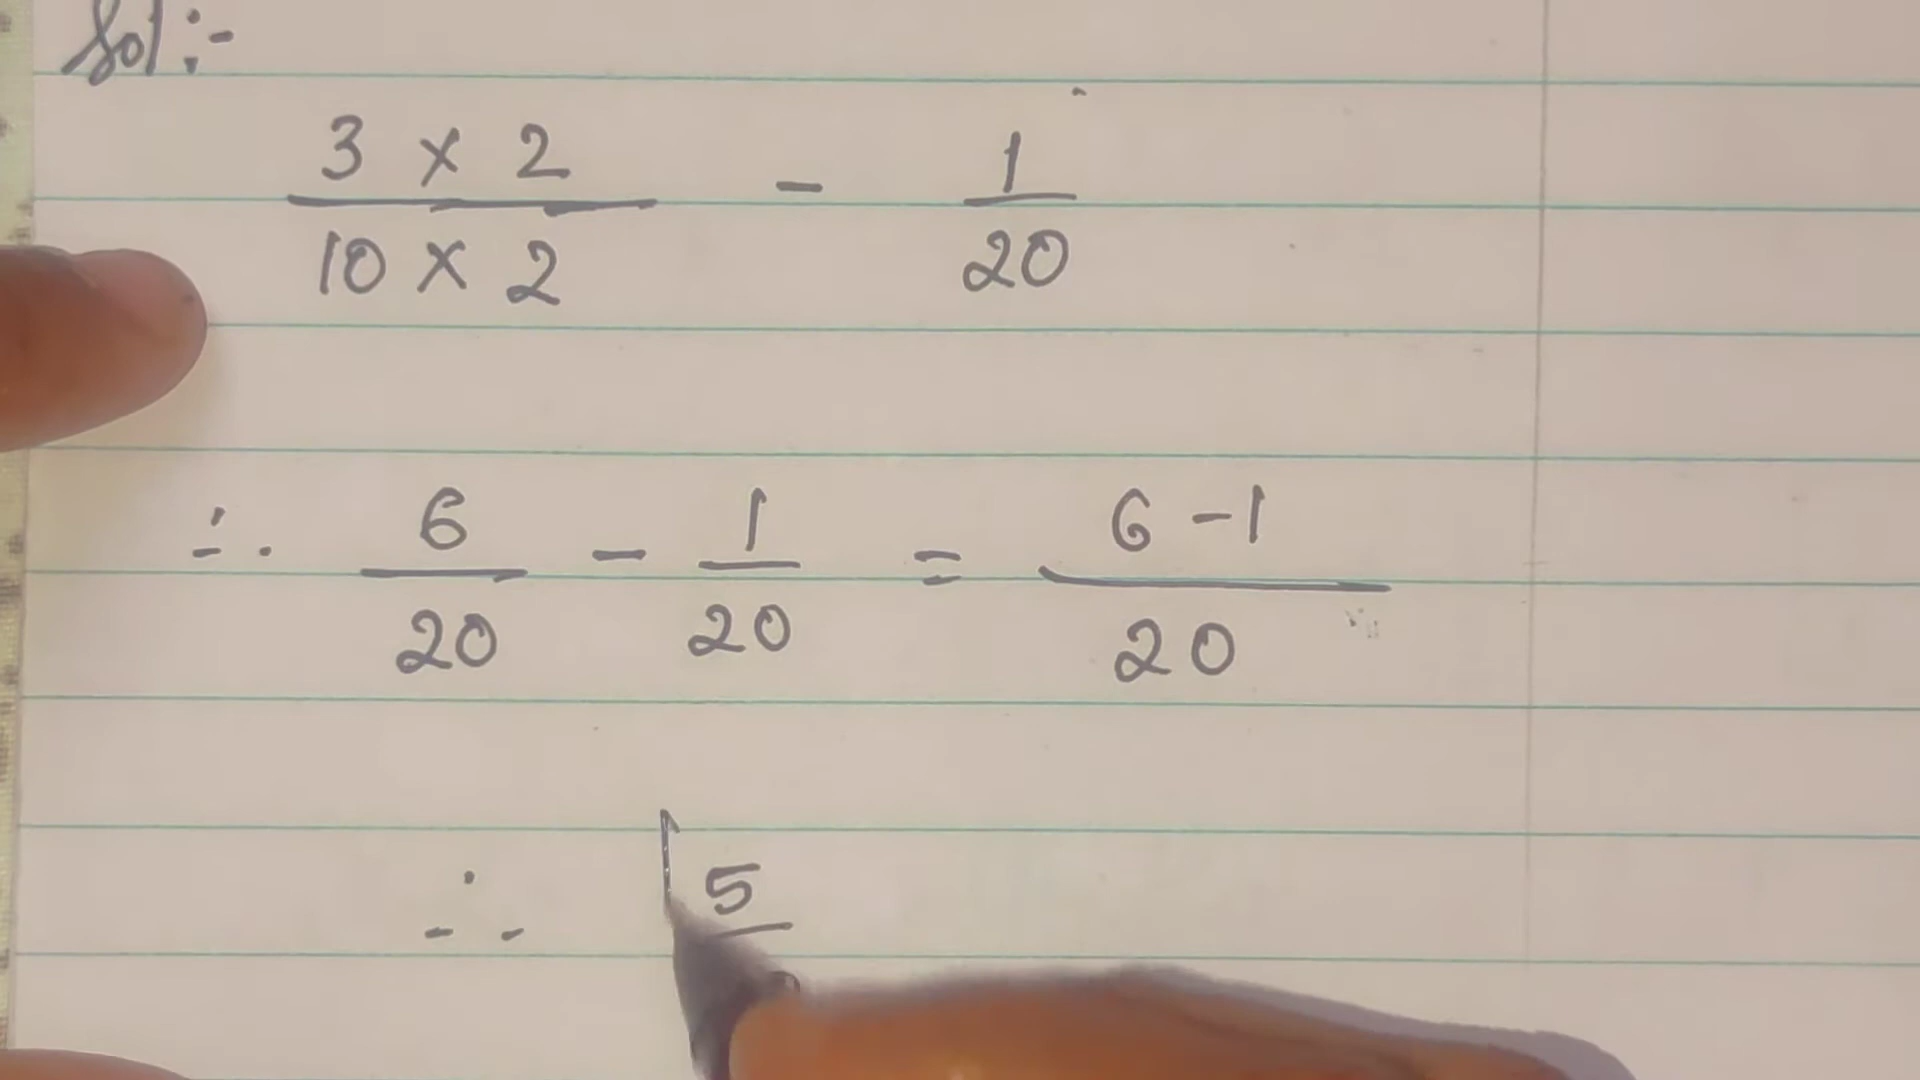 Sol:-
3 × 2 / 10 × 2 - 1/20
∴ 6/20 - 1/20 = 6 - 1 / 20
∴ 5